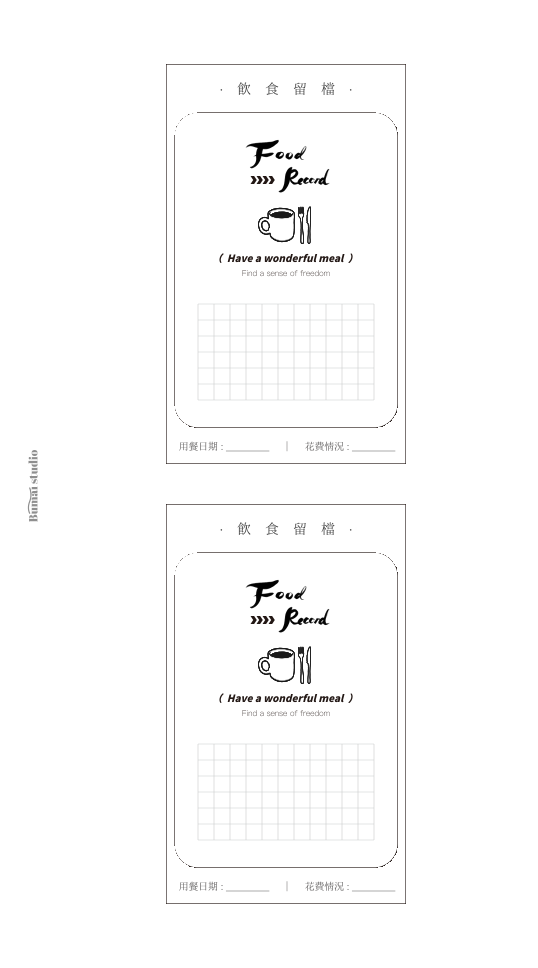 · 飲 食 留 檔 ·
Food
Record
( Have a wonderful meal )
Find a sense of freedom
用餐日期 : ________ | 花費情況 : ________
Bumai studio
· 飲 食 留 檔 ·
Food
Record
( Have a wonderful meal )
Find a sense of freedom
用餐日期 : ________ | 花費情況 : ________